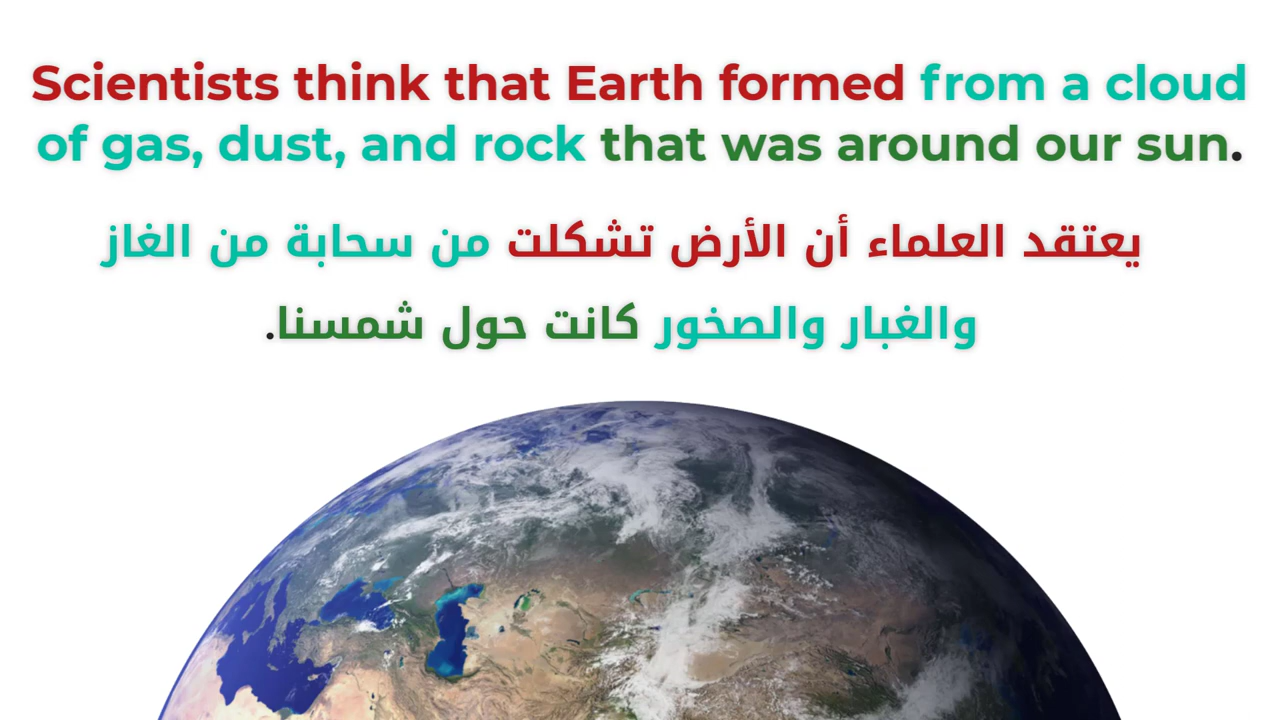 Scientists think that Earth formed from a cloud
of gas, dust, and rock that was around our sun.
يعتقد العلماء أن الأرض تشكلت من سحابة من الغاز
والغبار والصخور كانت حول شمسنا.